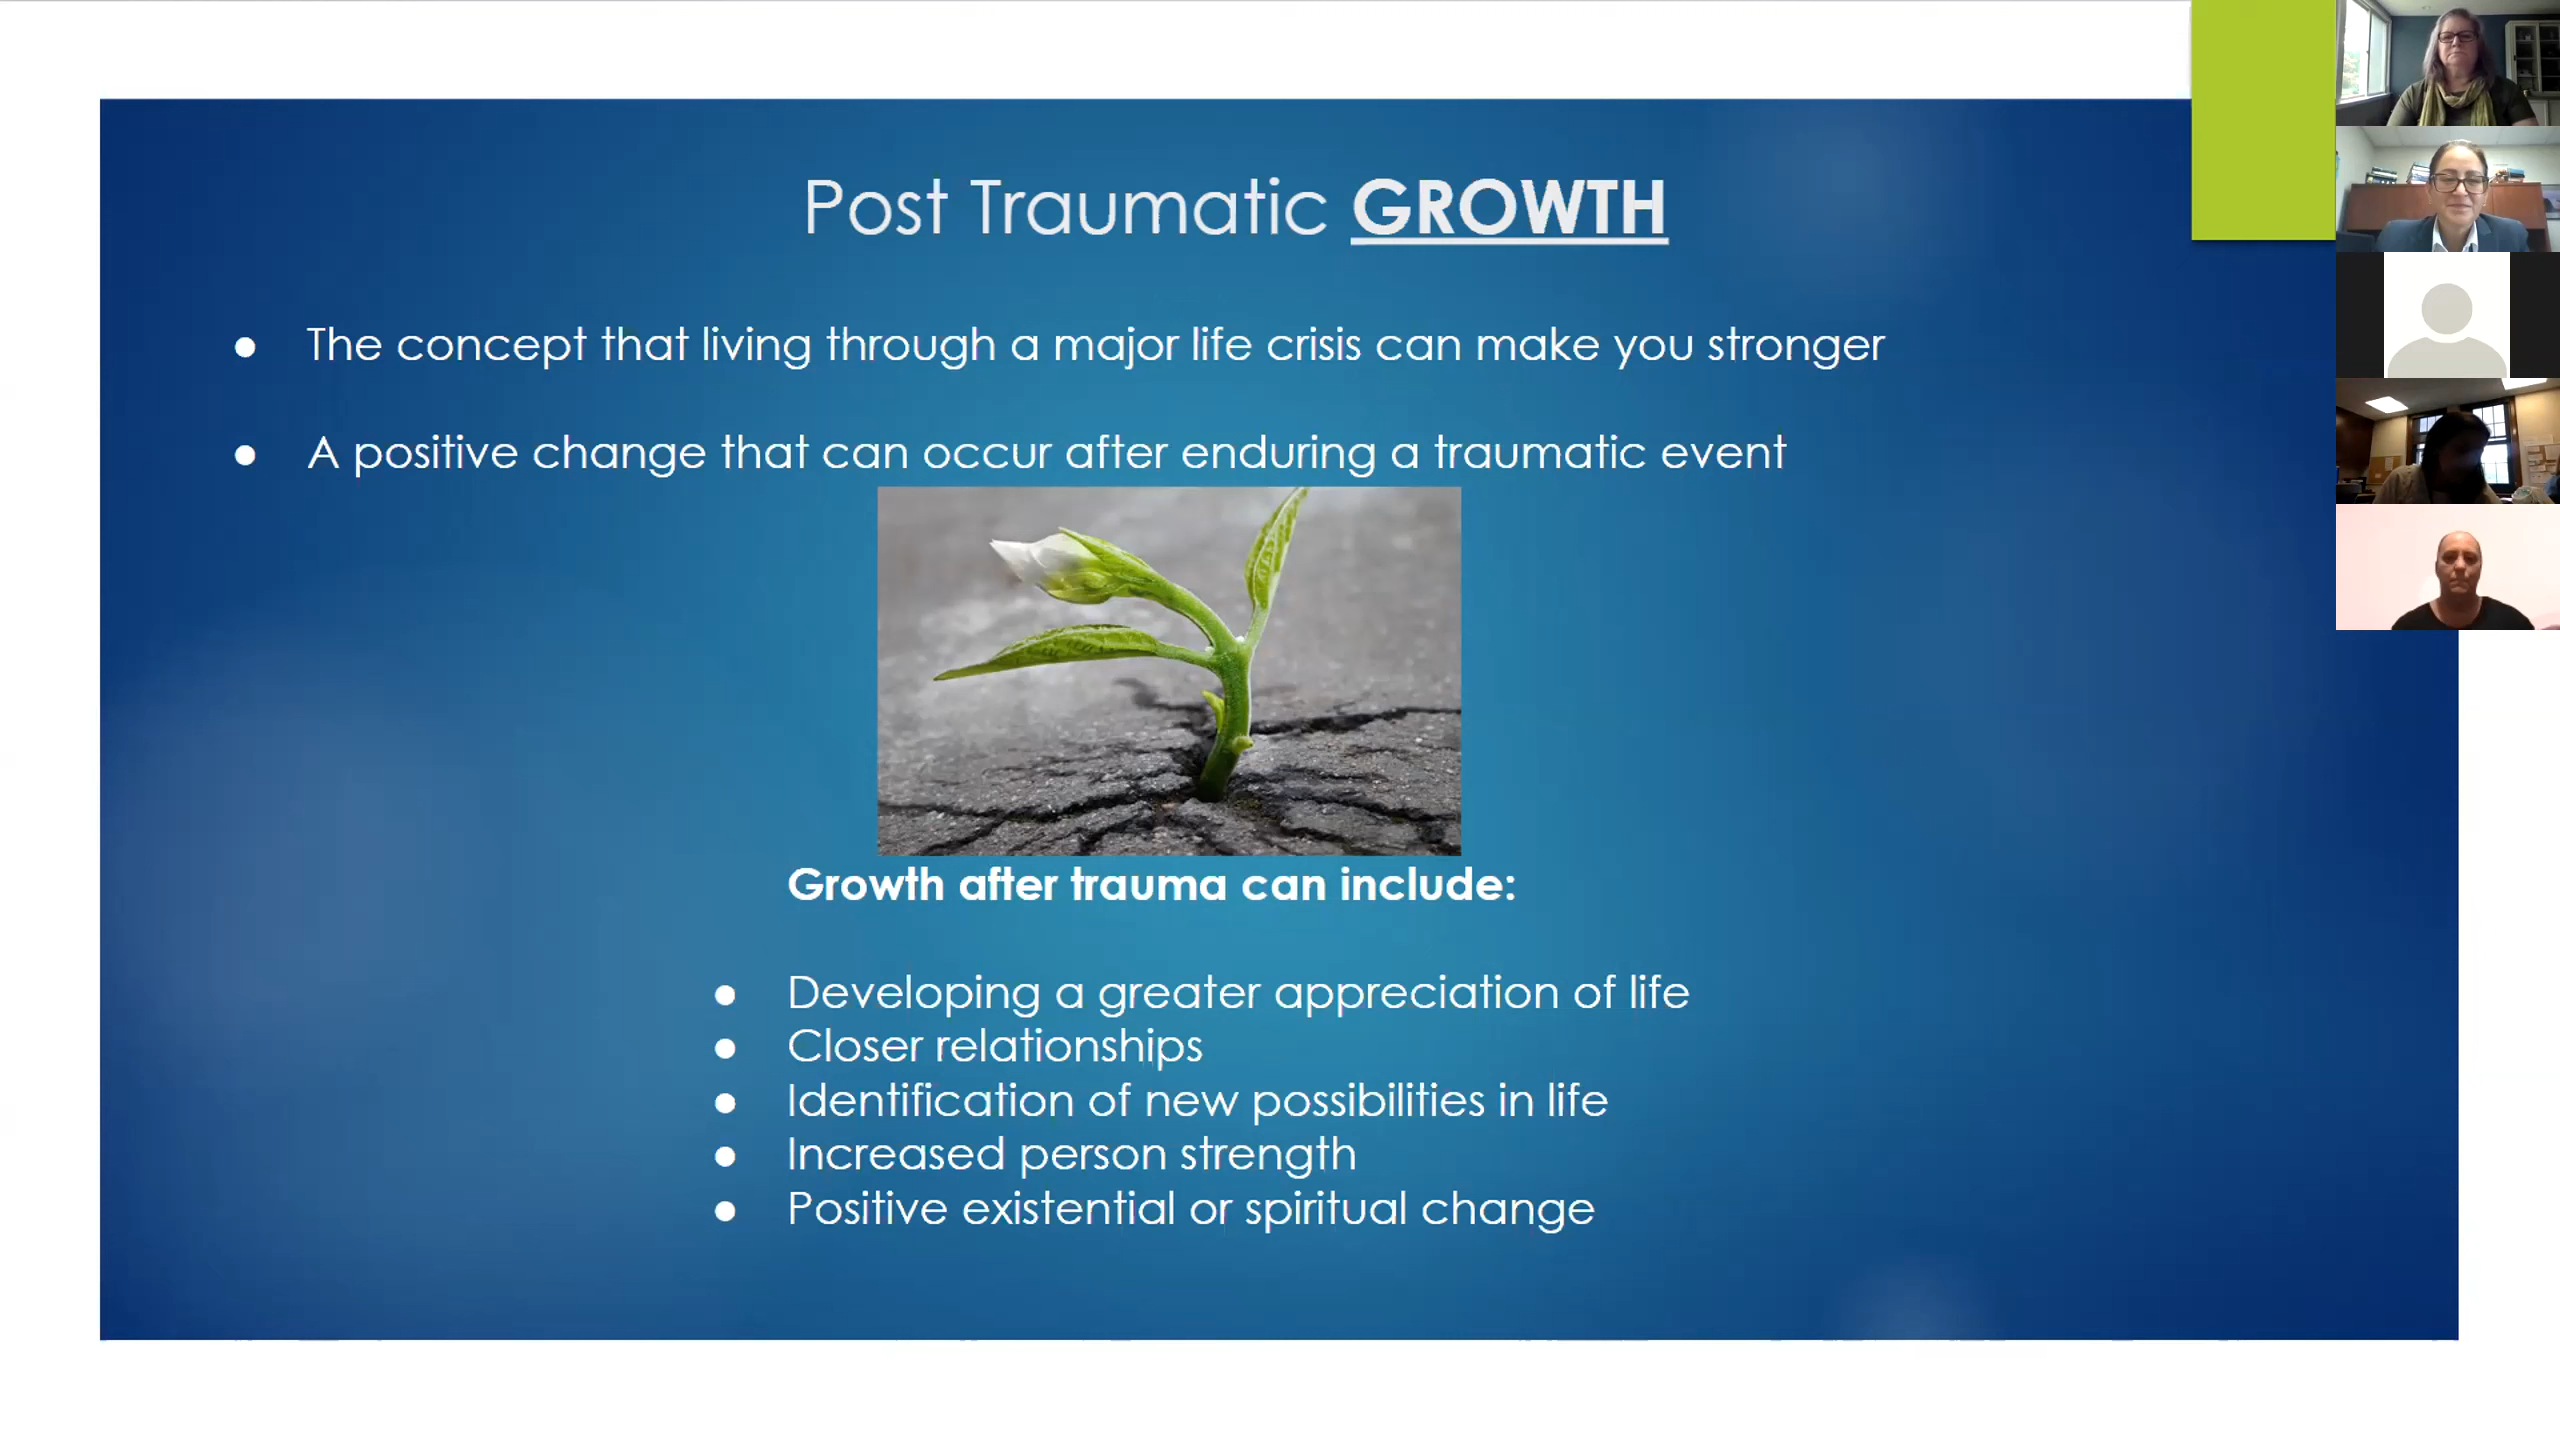 Post Traumatic GROWTH
● The concept that living through a major life crisis can make you stronger
● A positive change that can occur after enduring a traumatic event
Growth after trauma can include:
● Developing a greater appreciation of life
● Closer relationships
● Identification of new possibilities in life
● Increased person strength
● Positive existential or spiritual change